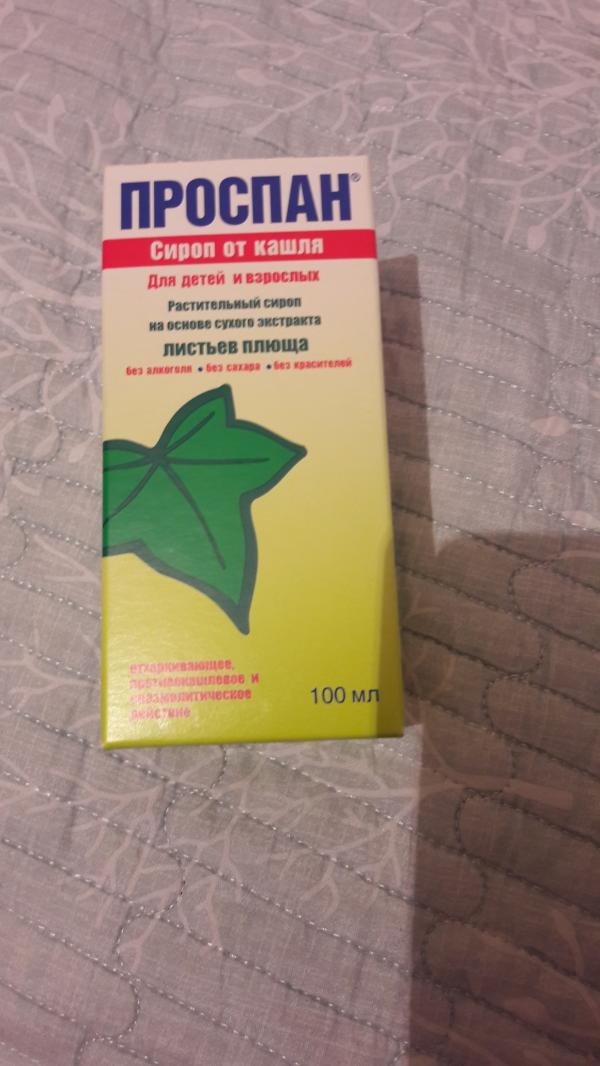 ПРОСПАН®
Сироп от кашля
Для детей и взрослых
Растительный сироп
на основе сухого экстракта
листьев плюща
без алкоголя • без сахара • без красителей
отхаркивающее,
противокашлевое и
спазмолитическое
действие
100 мл